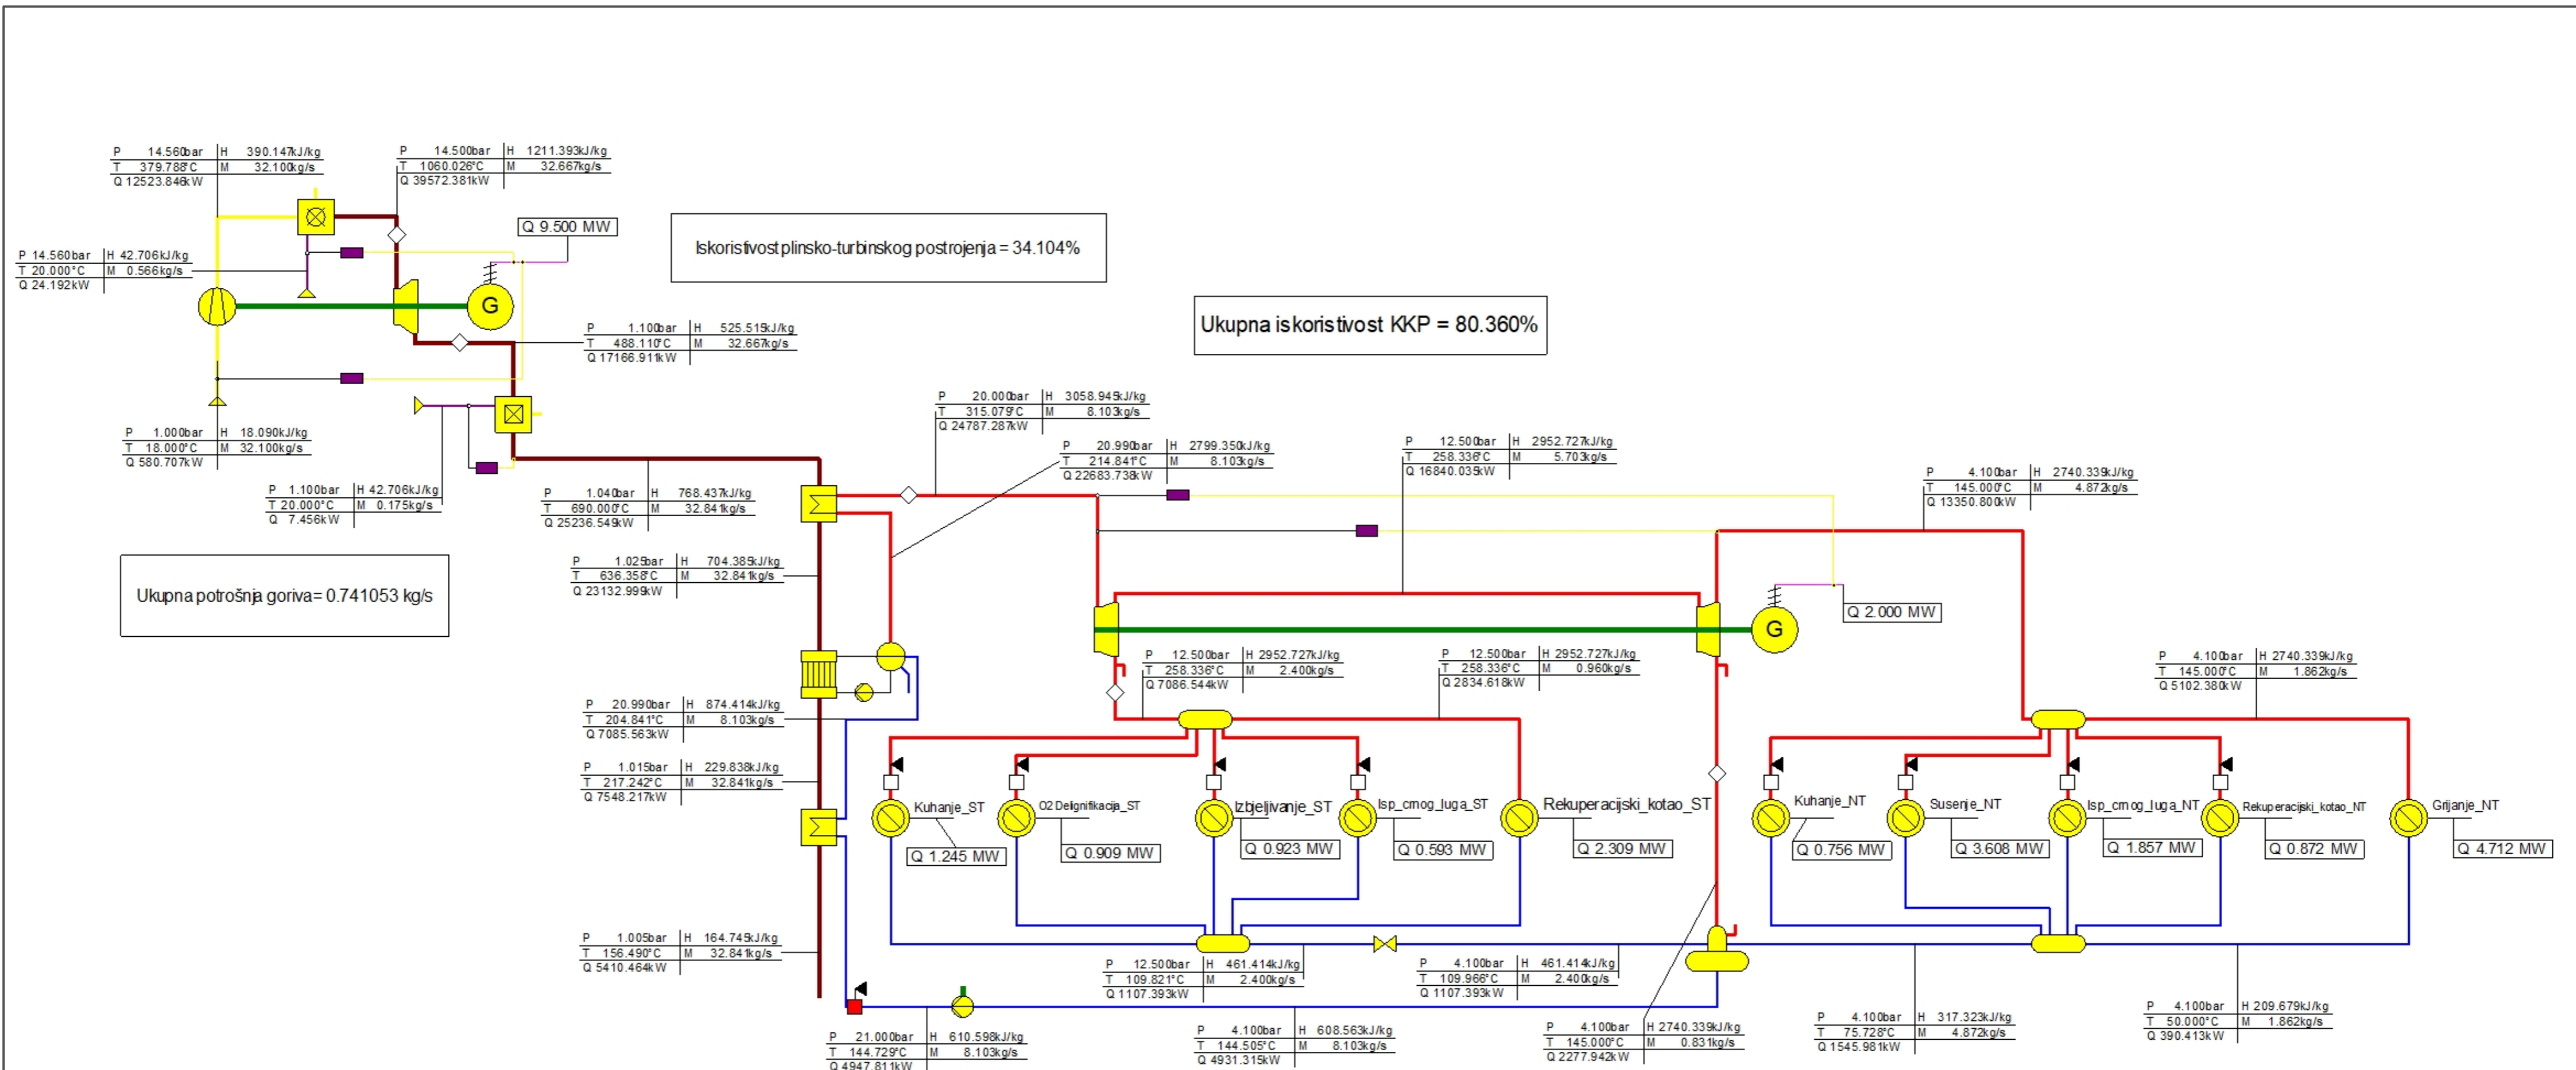 P 14.560bar H 390.147kJ/kg
T 379.788°C M 32.100kg/s
Q 12523.846kW
P 14.500bar H 1211.393kJ/kg
T 1060.026°C M 32.667kg/s
Q 39572.381kW
Q 9.500 MW
Iskoristivost plinsko-turbinskog postrojenja = 34.104%
P 14.560bar H 42.706kJ/kg
T 20.000°C M 0.566kg/s
Q 24.192kW
G
Ukupna iskoristivost KKP = 80.360%
P 1.100bar H 525.515kJ/kg
T 488.110°C M 32.667kg/s
Q 17166.911kW
P 1.000bar H 18.090kJ/kg
T 18.000°C M 32.100kg/s
Q 580.707kW
P 20.000bar H 3058.945kJ/kg
T 315.079°C M 8.103kg/s
Q 24787.287kW
P 20.990bar H 2799.350kJ/kg
T 214.841°C M 8.103kg/s
Q 22683.738kW
P 12.500bar H 2952.727kJ/kg
T 258.336°C M 5.703kg/s
Q 16840.035kW
P 4.100bar H 2740.339kJ/kg
T 145.000°C M 4.872kg/s
Q 13350.800kW
P 1.100bar H 42.706kJ/kg
T 20.000°C M 0.175kg/s
Q 7.456kW
P 1.040bar H 768.437kJ/kg
T 690.000°C M 32.841kg/s
Q 25236.549kW
P 1.025bar H 704.385kJ/kg
T 636.358°C M 32.841kg/s
Q 23132.999kW
Ukupna potrošnja goriva= 0.741053 kg/s
Q 2.000 MW
G
P 12.500bar H 2952.727kJ/kg
T 258.336°C M 2.400kg/s
Q 7086.544kW
P 12.500bar H 2952.727kJ/kg
T 258.336°C M 0.960kg/s
Q 2834.618kW
P 4.100bar H 2740.339kJ/kg
T 145.000°C M 1.862kg/s
Q 5102.380kW
P 20.990bar H 874.414kJ/kg
T 204.841°C M 8.103kg/s
Q 7085.563kW
P 1.015bar H 229.838kJ/kg
T 217.242°C M 32.841kg/s
Q 7548.217kW
Kuhanje_ST
Q 1.245 MW
O2 Delignifikacija_ST
Q 0.909 MW
Izbjeljivanje_ST
Q 0.923 MW
Isp_crnog_luga_ST
Q 0.593 MW
Rekuperacijski_kotao_ST
Q 2.309 MW
Kuhanje_NT
Q 0.756 MW
Susenje_NT
Q 3.608 MW
Isp_crnog_luga_NT
Q 1.857 MW
Rekuperacijski_kotao_NT
Q 0.872 MW
Grijanje_NT
Q 4.712 MW
P 1.005bar H 164.745kJ/kg
T 156.490°C M 32.841kg/s
Q 5410.464kW
P 12.500bar H 461.414kJ/kg
T 109.821°C M 2.400kg/s
Q 1107.393kW
P 4.100bar H 461.414kJ/kg
T 109.966°C M 2.400kg/s
Q 1107.393kW
P 21.000bar H 610.598kJ/kg
T 144.729°C M 8.103kg/s
Q 4947.811kW
P 4.100bar H 608.563kJ/kg
T 144.505°C M 8.103kg/s
Q 4931.315kW
P 4.100bar H 2740.339kJ/kg
T 145.000°C M 0.831kg/s
Q 2277.942kW
P 4.100bar H 317.323kJ/kg
T 75.728°C M 4.872kg/s
Q 1545.981kW
P 4.100bar H 209.679kJ/kg
T 50.000°C M 1.862kg/s
Q 390.413kW